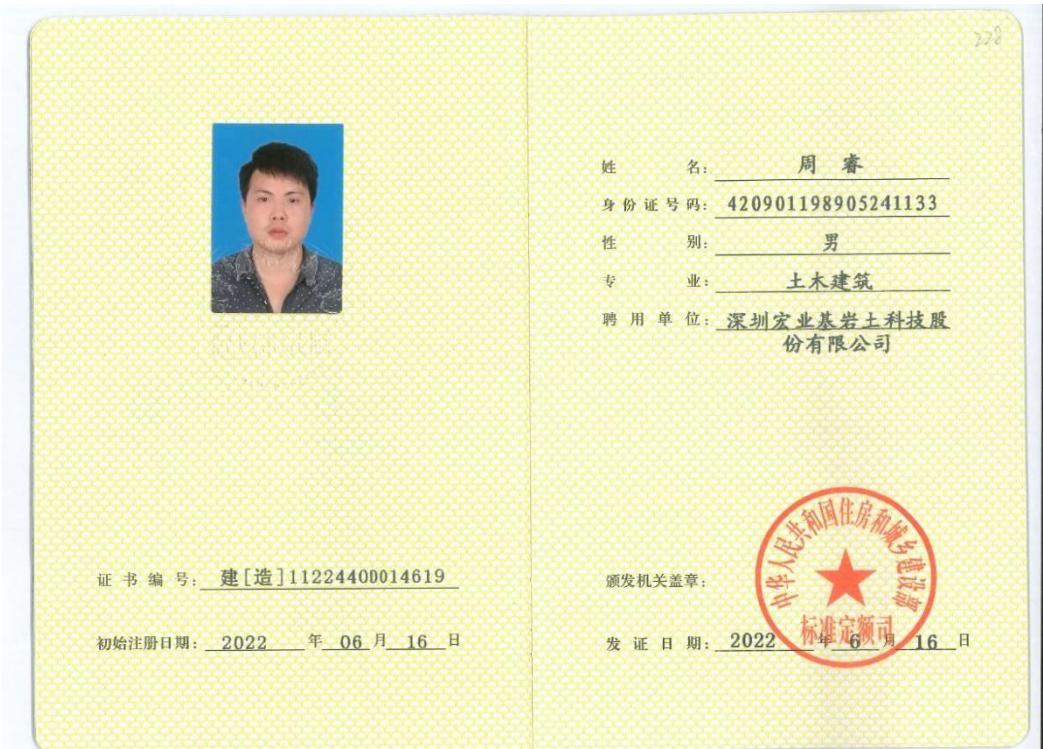 228
姓 名: 周 睿
身份证号码: 420901198905241133
性 别: 男
专 业: 土木建筑
聘用单位: 深圳宏业基岩土科技股
份有限公司
证书编号: 建[造]11224400014619
初始注册日期: 2022 年 06 月 16 日
中华人民共和国住房和城乡建设部
标准定额司
颁发机关盖章:
发证日期: 2022 年 6 月 16 日